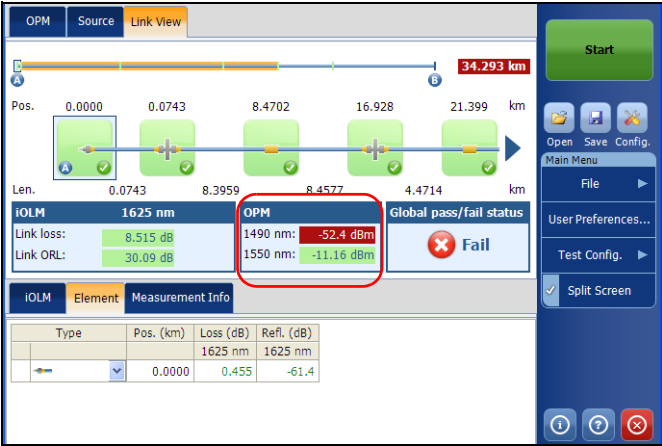 OPM Source Link View
34.293 km
A B
Pos. 0.0000 0.0743 8.4702 16.928 21.399 km
A
Len. 0.0743 8.3959 8.4577 4.4714 km
iOLM 1625 nm
Link loss: 8.515 dB
Link ORL: 30.09 dB
OPM
1490 nm: -52.4 dBm
1550 nm: -11.16 dBm
Global pass/fail status
Fail
iOLM Element Measurement Info
Type Pos. (km) Loss (dB) Refl. (dB)
1625 nm 1625 nm
0.0000 0.455 -61.4
Start
Open Save Config.
Main Menu
File
User Preferences...
Test Config.
Split Screen